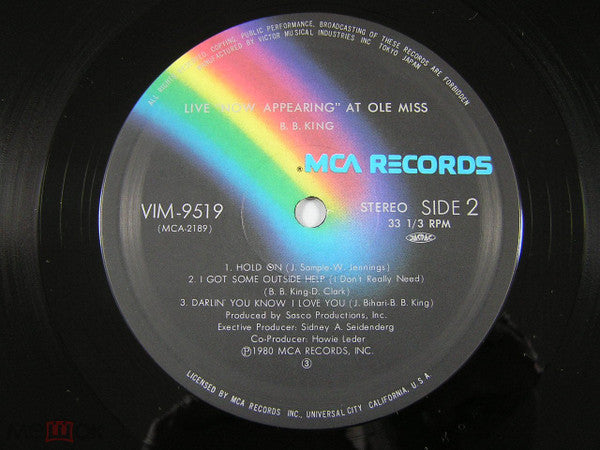 ALL RIGHTS RESERVED. COPYING, PUBLIC PERFORMANCE, BROADCASTING OF THESE RECORDS ARE FORBIDDEN
MANUFACTURED BY VICTOR MUSICAL INDUSTRIES INC TOKYO JAPAN
LIVE "NOW APPEARING" AT OLE MISS
B. B. KING
® MCA RECORDS
VIM-9519
(MCA-2189)
STEREO SIDE 2
33 1/3 RPM
JASRAC
1. HOLD ON (J. Sample-W. Jennings)
2. I GOT SOME OUTSIDE HELP (I Don't Really Need)
(B. B. King-D. Clark)
3. DARLIN' YOU KNOW I LOVE YOU (J. Bihari-B. B. King)
Produced by Sasco Productions, Inc.
Exective Producer: Sidney A. Seidenberg
Co-Producer: Howie Leder
Ⓟ1980 MCA RECORDS, INC.
③
LICENSED BY MCA RECORDS INC., UNIVERSAL CITY, CALIFORNIA, U.S.A.